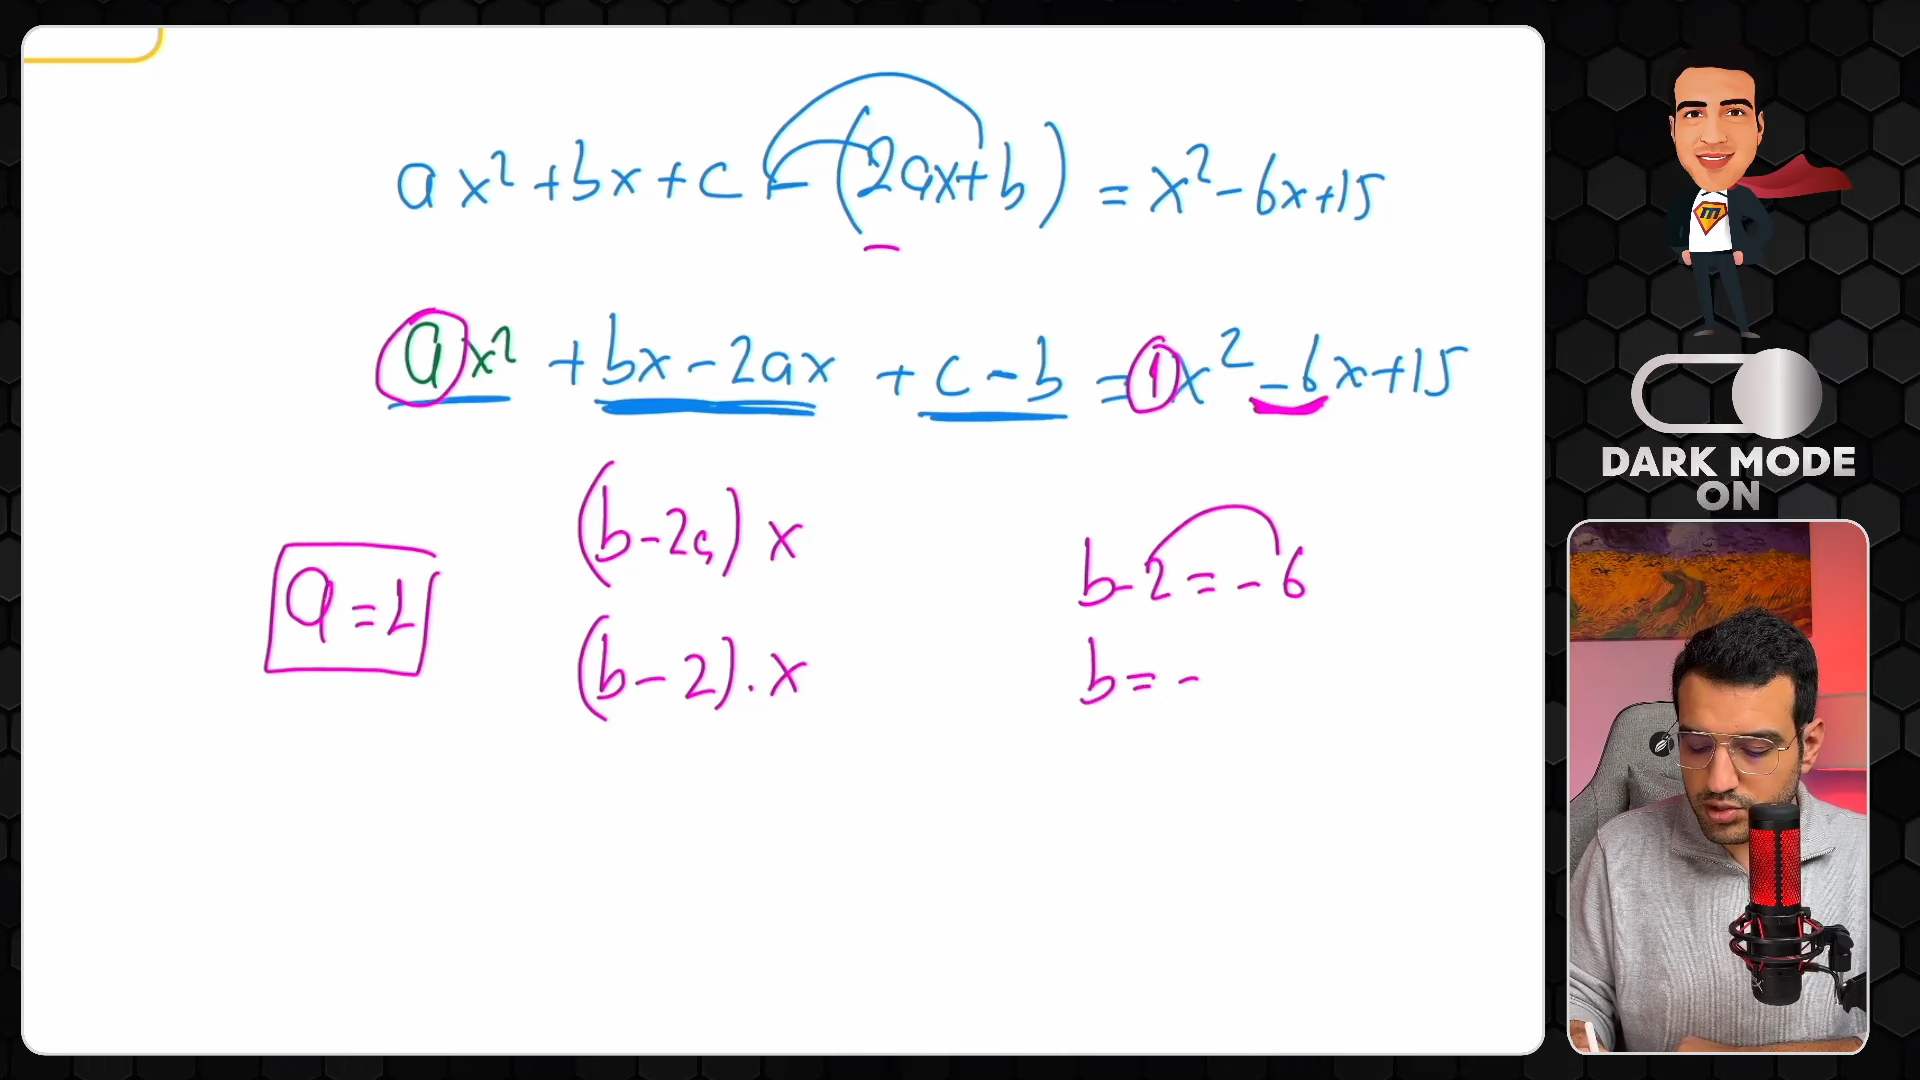 ax² + bx + c - (2ax+b) = x² - 6x + 15
ax² + bx - 2ax + c - b = 1x² - 6x + 15
(b-2a) x
a = 1
b - 2 = - 6
(b - 2) . x
b = -
m
DARK MODE
ON